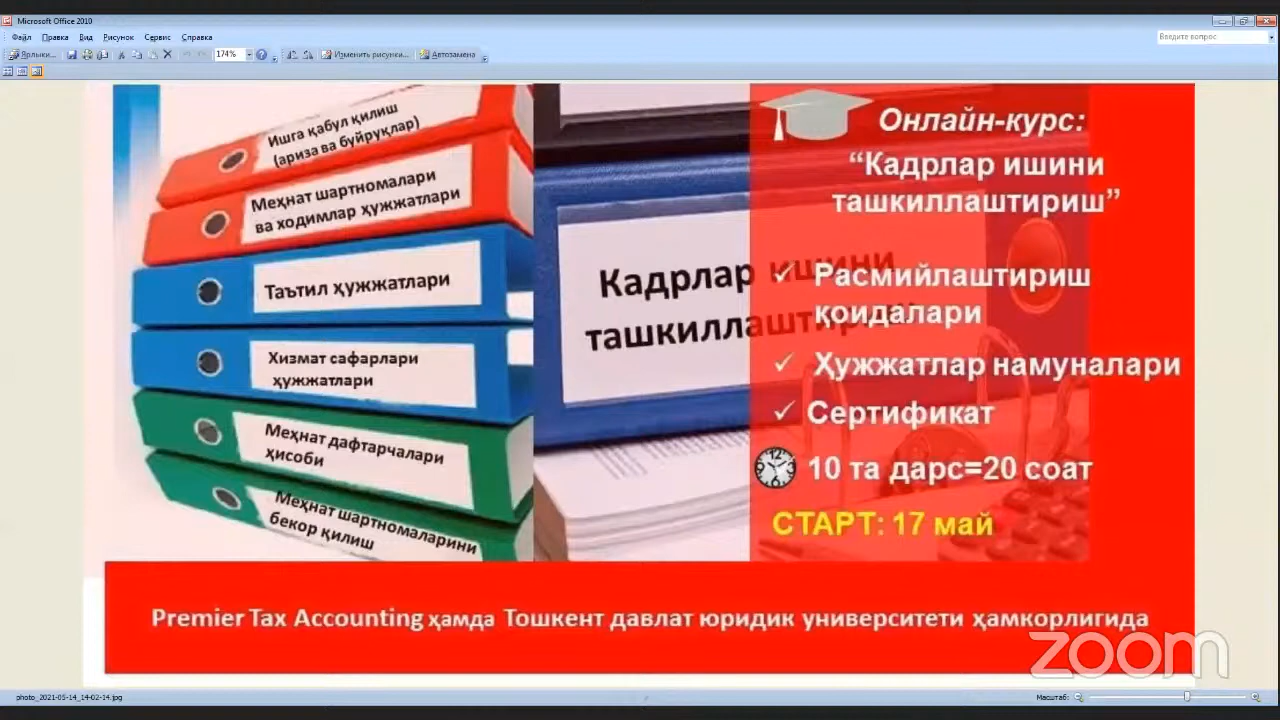 Microsoft Office 2010
Файл Правка Вид Рисунок Сервис Справка
Введите вопрос
Ярлыки... 174% Изменить рисунки... Автозамена
Ишга қабул қилиш
(ариза ва буйруқлар)
Меҳнат шартномалари
ва ходимлар ҳужжатлари
Таътил ҳужжатлари
Хизмат сафарлари
ҳужжатлари
Меҳнат дафтарчалари
ҳисоби
Меҳнат шартномаларини
бекор қилиш
Кадрлар ишини
ташкиллаштириш
Онлайн-курс:
“Кадрлар ишини
ташкиллаштириш”
✓ Расмийлаштириш
қоидалари
✓ Ҳужжатлар намуналари
✓ Сертификат
10 та дарс=20 соат
СТАРТ: 17 май
Premier Tax Accounting ҳамда Тошкент давлат юридик университети ҳамкорлигида
zoom
photo_2021-05-14_14-02-14.jpg
Масштаб: